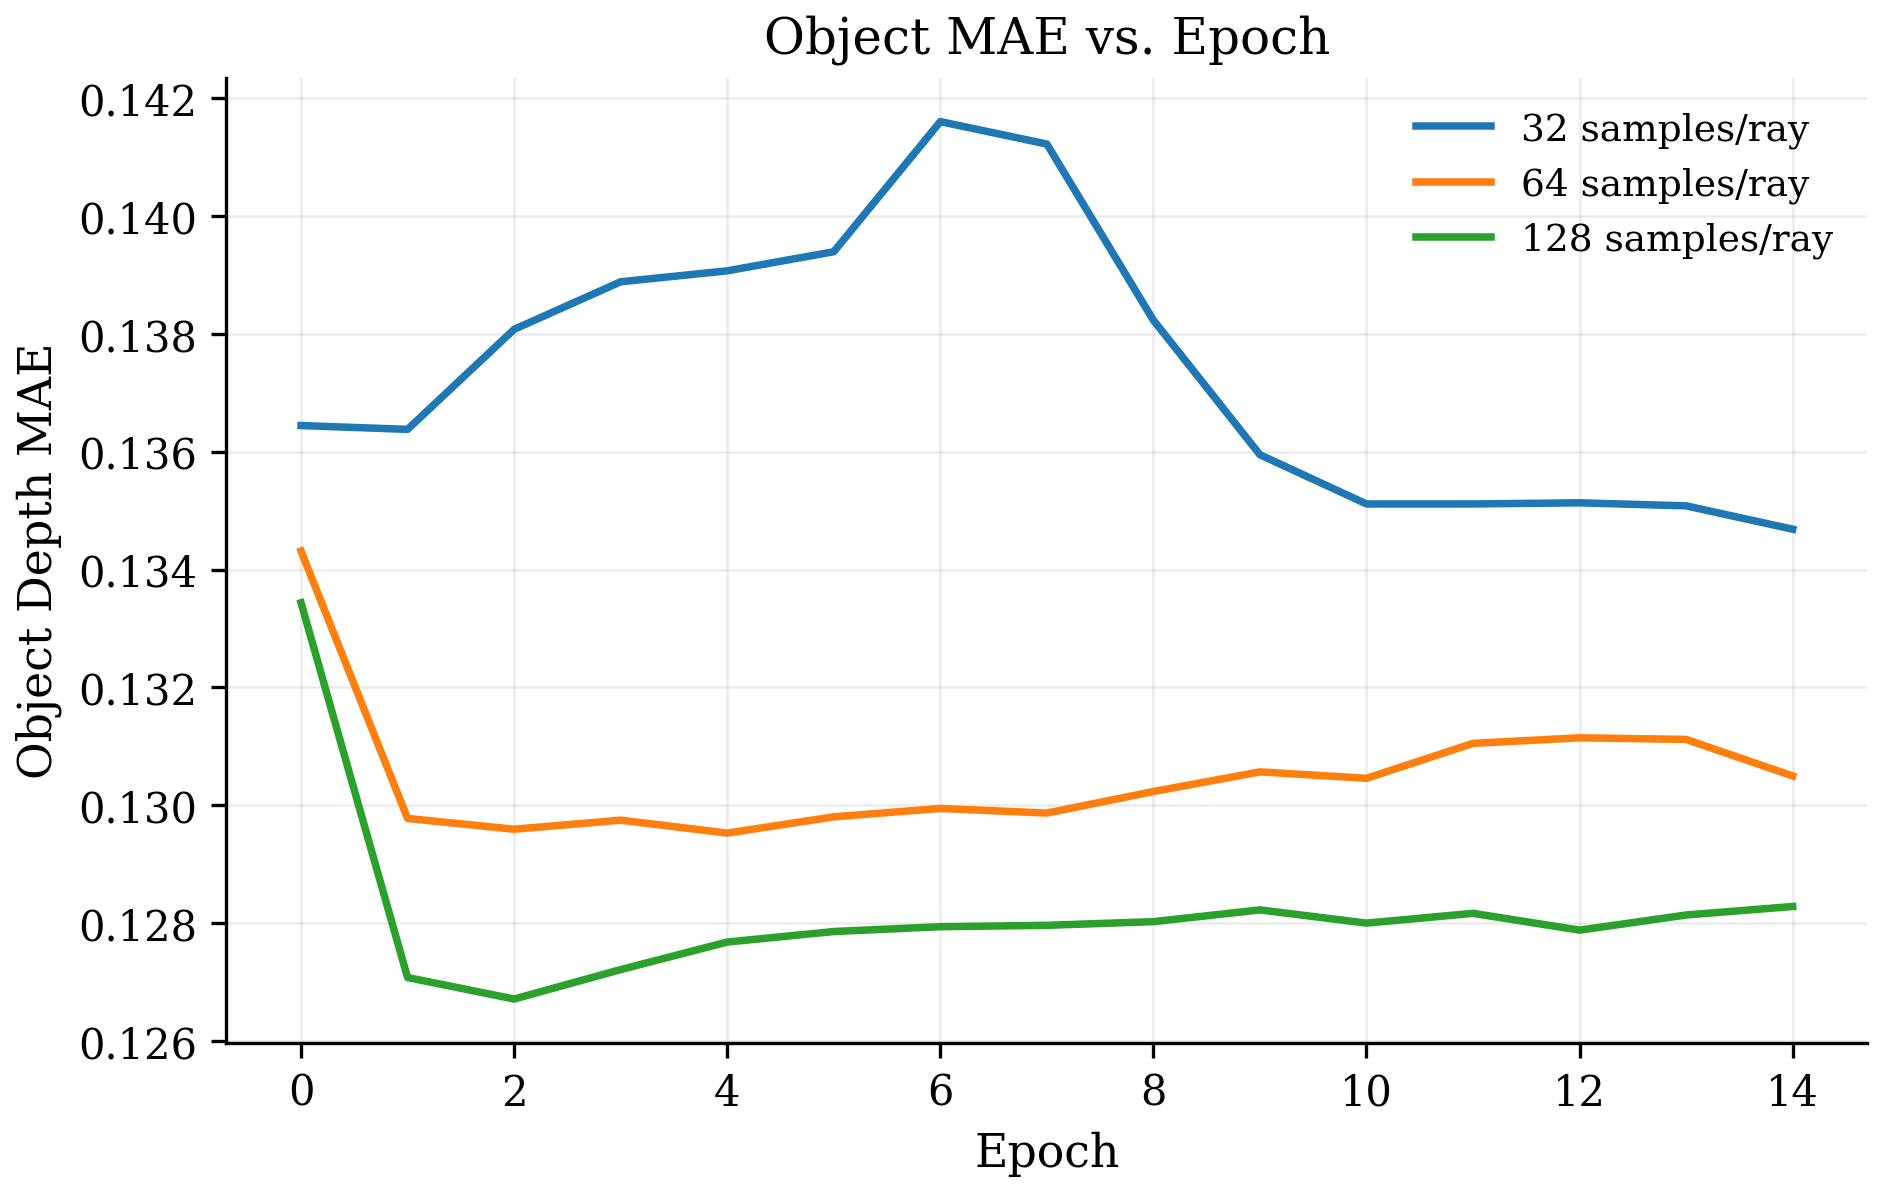 Object MAE vs. Epoch
32 samples/ray
64 samples/ray
128 samples/ray
Object Depth MAE
0.142
0.140
0.138
0.136
0.134
0.132
0.130
0.128
0.126
0 2 4 6 8 10 12 14
Epoch